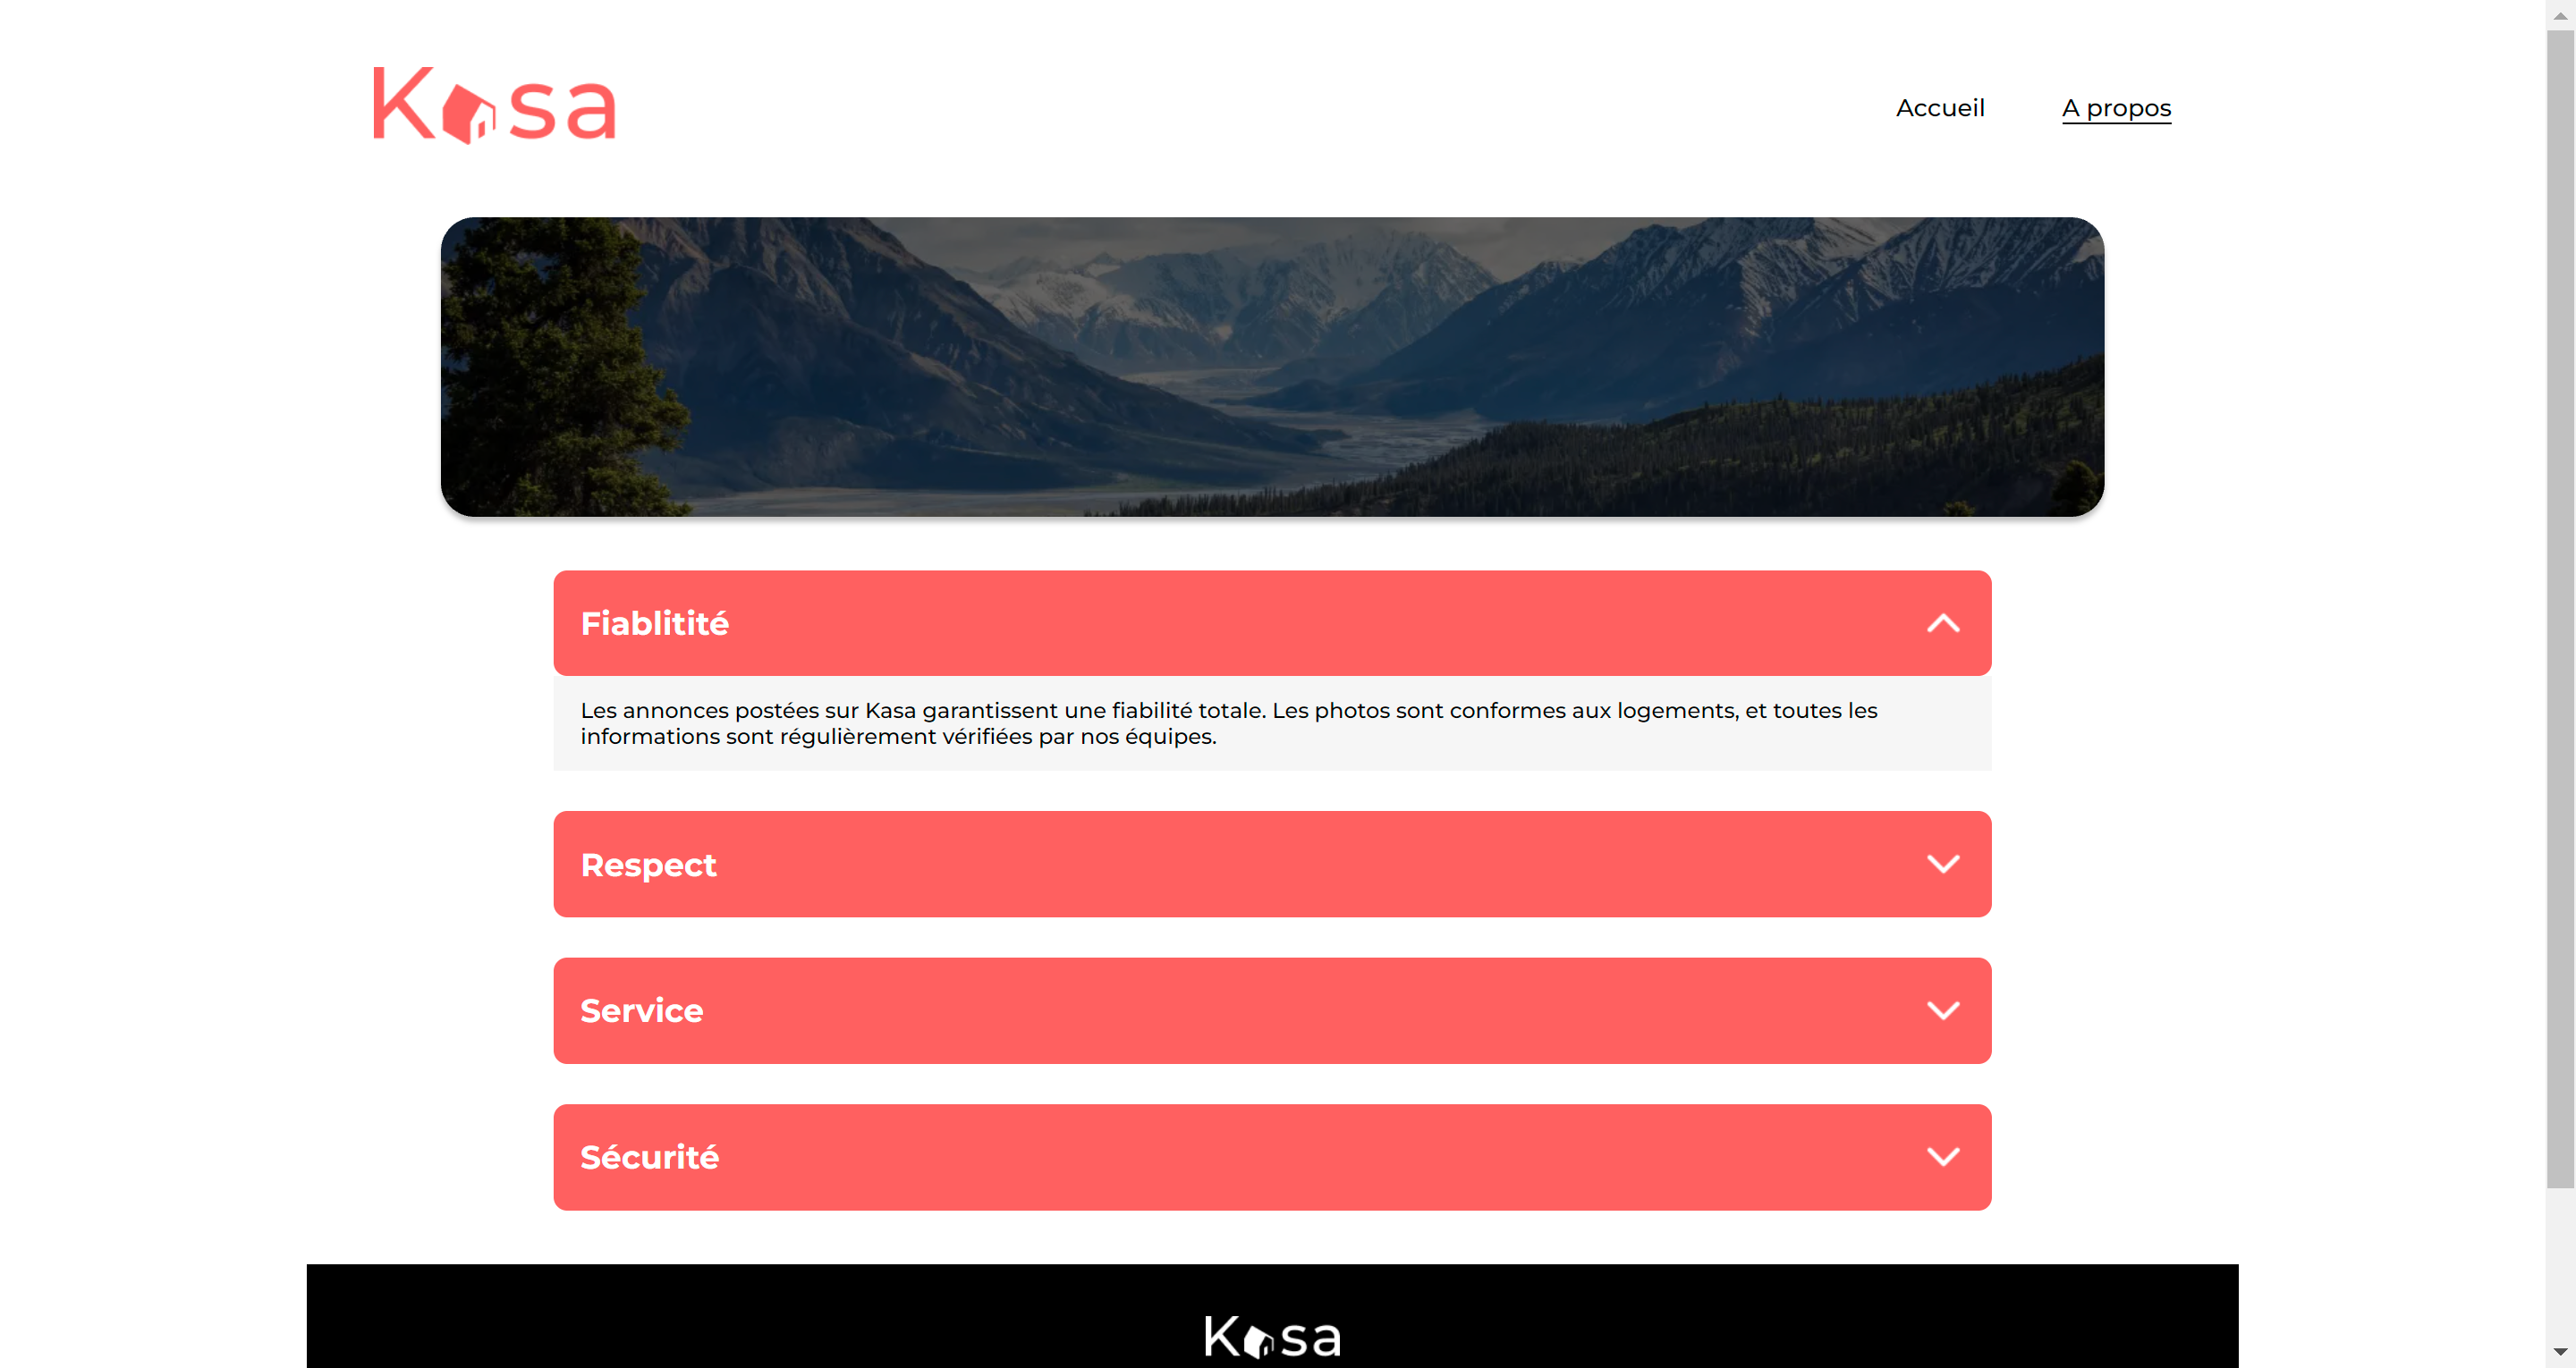 Kasa
Accueil
A propos
Fiablitité
Les annonces postées sur Kasa garantissent une fiabilité totale. Les photos sont conformes aux logements, et toutes les
informations sont régulièrement vérifiées par nos équipes.
Respect
Service
Sécurité
Kasa